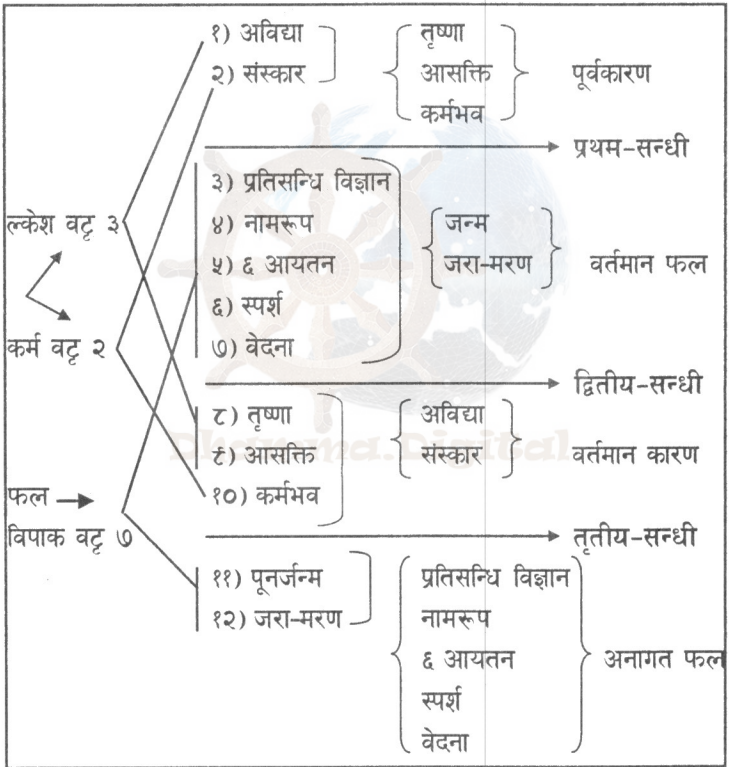 १) अविद्या तृष्णा
२) संस्कार आसक्ति पूर्वकारण
कर्मभव
प्रथम-सन्धी
३) प्रतिसन्धि विज्ञान
ल्केश वटृ ३ ४) नामरूप जन्म
५) ६ आयतन जरा-मरण वर्तमान फल
६) स्पर्श
कर्म वटृ २ ७) वेदना
द्वितीय-सन्धी
८) तृष्णा अविद्या
९) आसक्ति संस्कार वर्तमान कारण
फल १०) कर्मभव
विपाक वटृ ७ तृतीय-सन्धी
११) पूनर्जन्म प्रतिसन्धि विज्ञान
१२) जरा-मरण नामरूप
६ आयतन अनागत फल
स्पर्श
वेदना
Dhamma.Digital